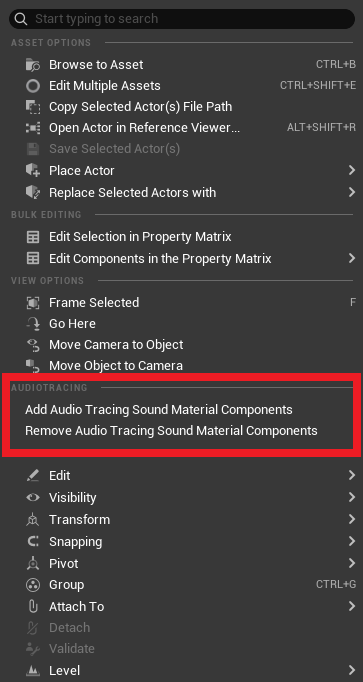 Start typing to search
ASSET OPTIONS
Browse to Asset CTRL+B
Edit Multiple Assets CTRL+SHIFT+E
Copy Selected Actor(s) File Path
Open Actor in Reference Viewer... ALT+SHIFT+R
Save Selected Actor(s)
Place Actor
Replace Selected Actors with
BULK EDITING
Edit Selection in Property Matrix
Edit Components in the Property Matrix
VIEW OPTIONS
Frame Selected F
Go Here
Move Camera to Object
Move Object to Camera
AUDIOTRACING
Add Audio Tracing Sound Material Components
Remove Audio Tracing Sound Material Components
Edit
Visibility
Transform
Snapping
Pivot
Group CTRL+G
Attach To
Detach
Validate
Level